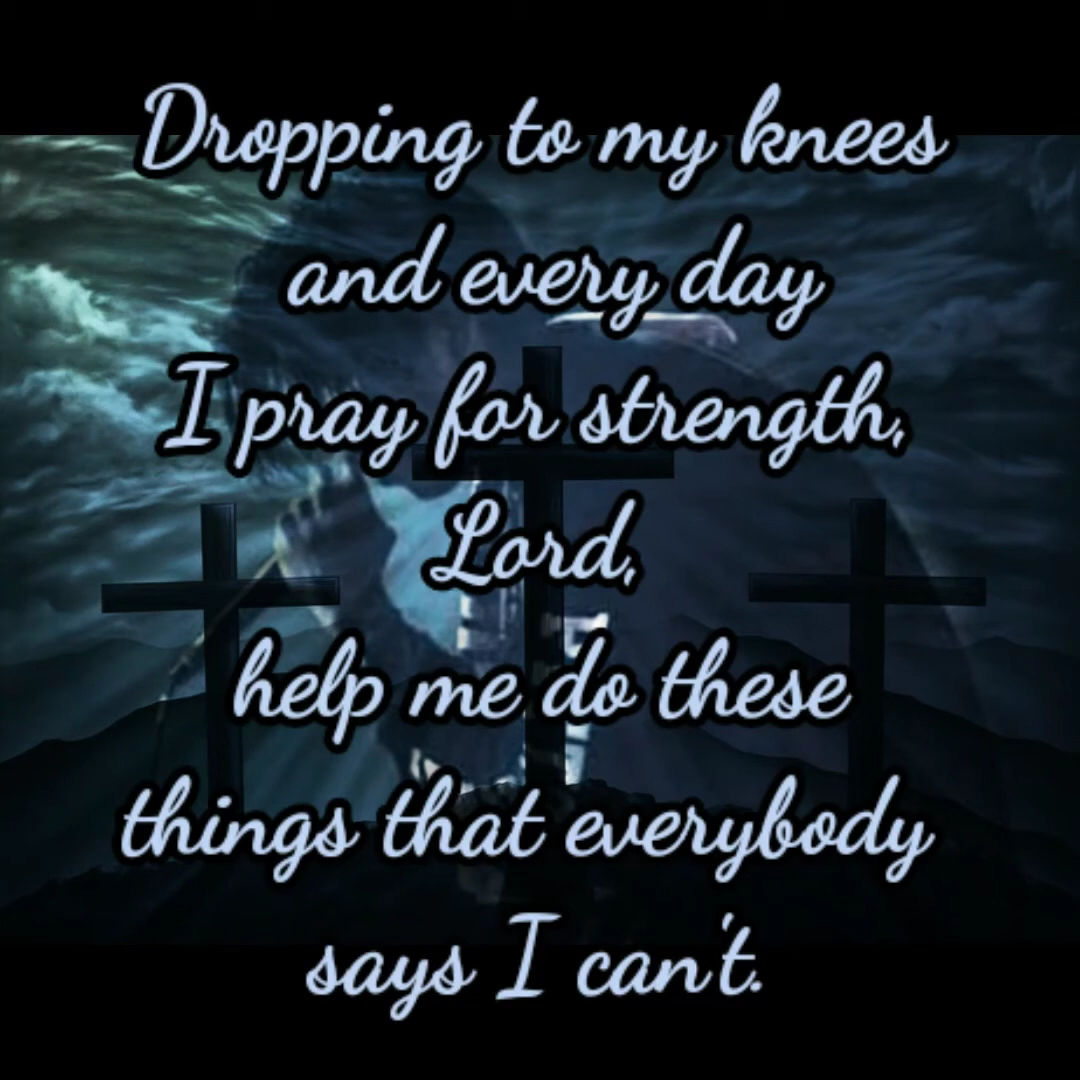 Dropping to my knees
and every day
I pray for strength,
Lord,
help me do these
things that everybody
says I can't.